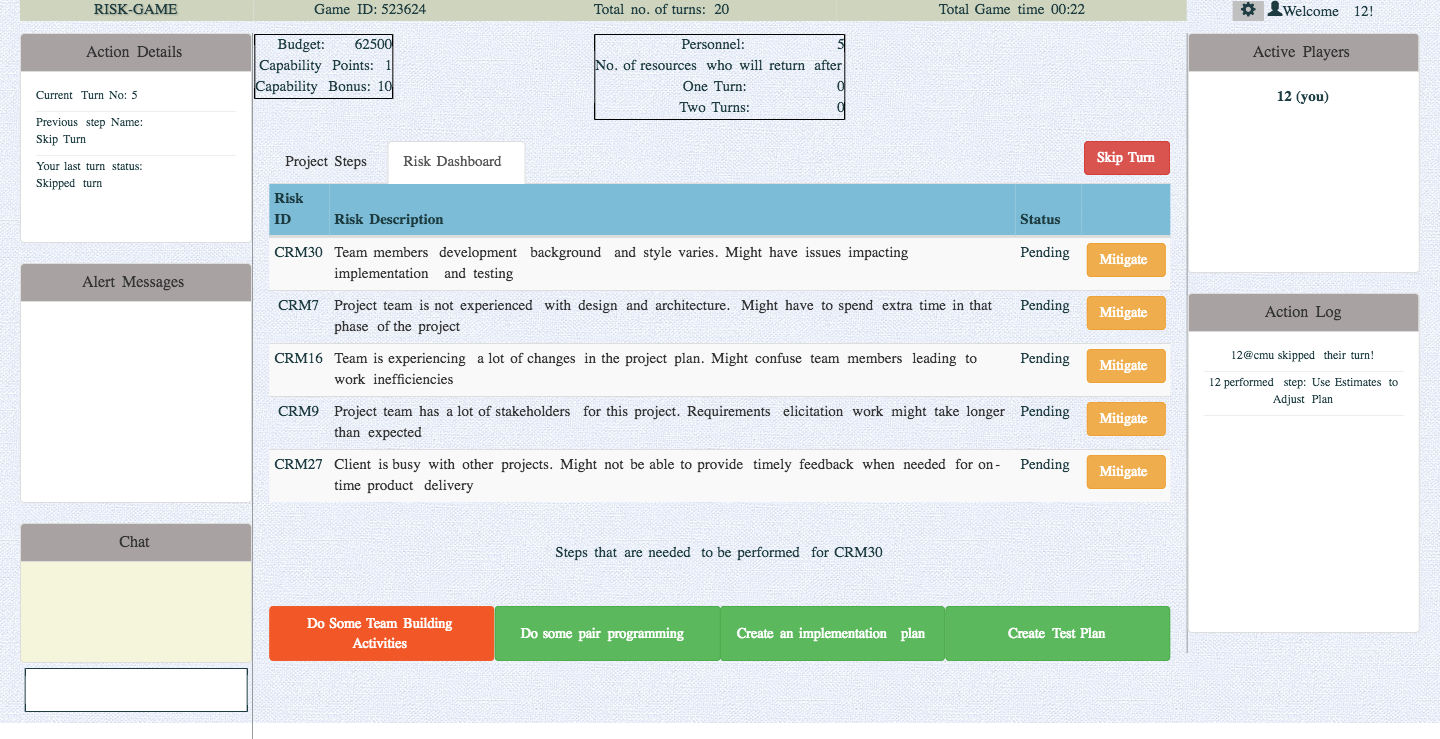 RISK-GAME
Game ID: 523624
Total no. of turns: 20
Total Game time 00:22
Welcome 12!
Action Details
Current Turn No: 5
Previous step Name:
Skip Turn
Your last turn status:
Skipped turn
Alert Messages
Chat
Budget: 62500
Capability Points: 1
Capability Bonus: 10
Personnel: 5
No. of resources who will return after
One Turn: 0
Two Turns: 0
Project Steps
Risk Dashboard
Skip Turn
Risk
ID
Risk Description
Status
CRM30 Team members development background and style varies. Might have issues impacting Pending Mitigate
implementation and testing
CRM7 Project team is not experienced with design and architecture. Might have to spend extra time in that Pending Mitigate
phase of the project
CRM16 Team is experiencing a lot of changes in the project plan. Might confuse team members leading to Pending Mitigate
work inefficiencies
CRM9 Project team has a lot of stakeholders for this project. Requirements elicitation work might take longer Pending Mitigate
than expected
CRM27 Client is busy with other projects. Might not be able to provide timely feedback when needed for on- Pending Mitigate
time product delivery
Steps that are needed to be performed for CRM30
Do Some Team Building
Activities
Do some pair programming
Create an implementation plan
Create Test Plan
Active Players
12 (you)
Action Log
12@cmu skipped their turn!
12 performed step: Use Estimates to
Adjust Plan